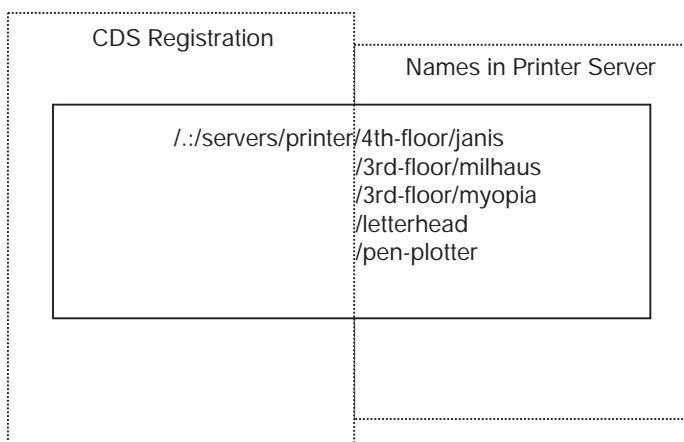 CDS Registration
Names in Printer Server
/.:/servers/printer/4th-floor/janis
/3rd-floor/milhaus
/3rd-floor/myopia
/letterhead
/pen-plotter